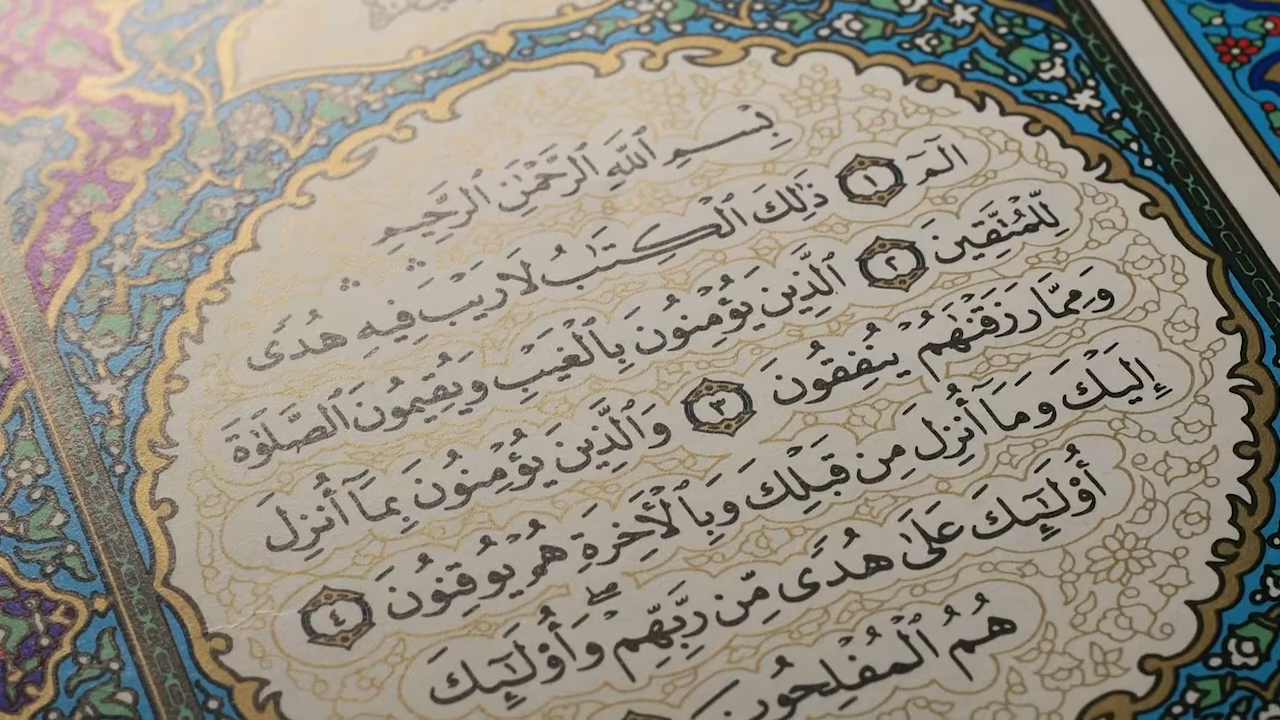 بِسْمِ ٱللَّهِ ٱلرَّحْمَٰنِ ٱلرَّحِيمِ
الٓمٓ ١ ذَٰلِكَ ٱلْكِتَٰبُ لَا رَيْبَ ۛ فِيهِ ۛ هُدًى
لِّلْمُتَّقِينَ ٢ ٱلَّذِينَ يُؤْمِنُونَ بِٱلْغَيْبِ وَيُقِيمُونَ ٱلصَّلَوٰةَ
وَمِمَّا رَزَقْنَٰهُمْ يُنفِقُونَ ٣ وَٱلَّذِينَ يُؤْمِنُونَ بِمَآ أُنزِلَ
إِلَيْكَ وَمَآ أُنزِلَ مِن قَبْلِكَ وَبِٱلْأَخِرَةِ هُمْ يُوقِنُونَ ٤
أُوْلَٰٓئِكَ عَلَىٰ هُدًى مِّن رَّبِّهِمْ ۖ وَأُوْلَٰٓئِكَ
هُمُ ٱلْمُفْلِحُونَ